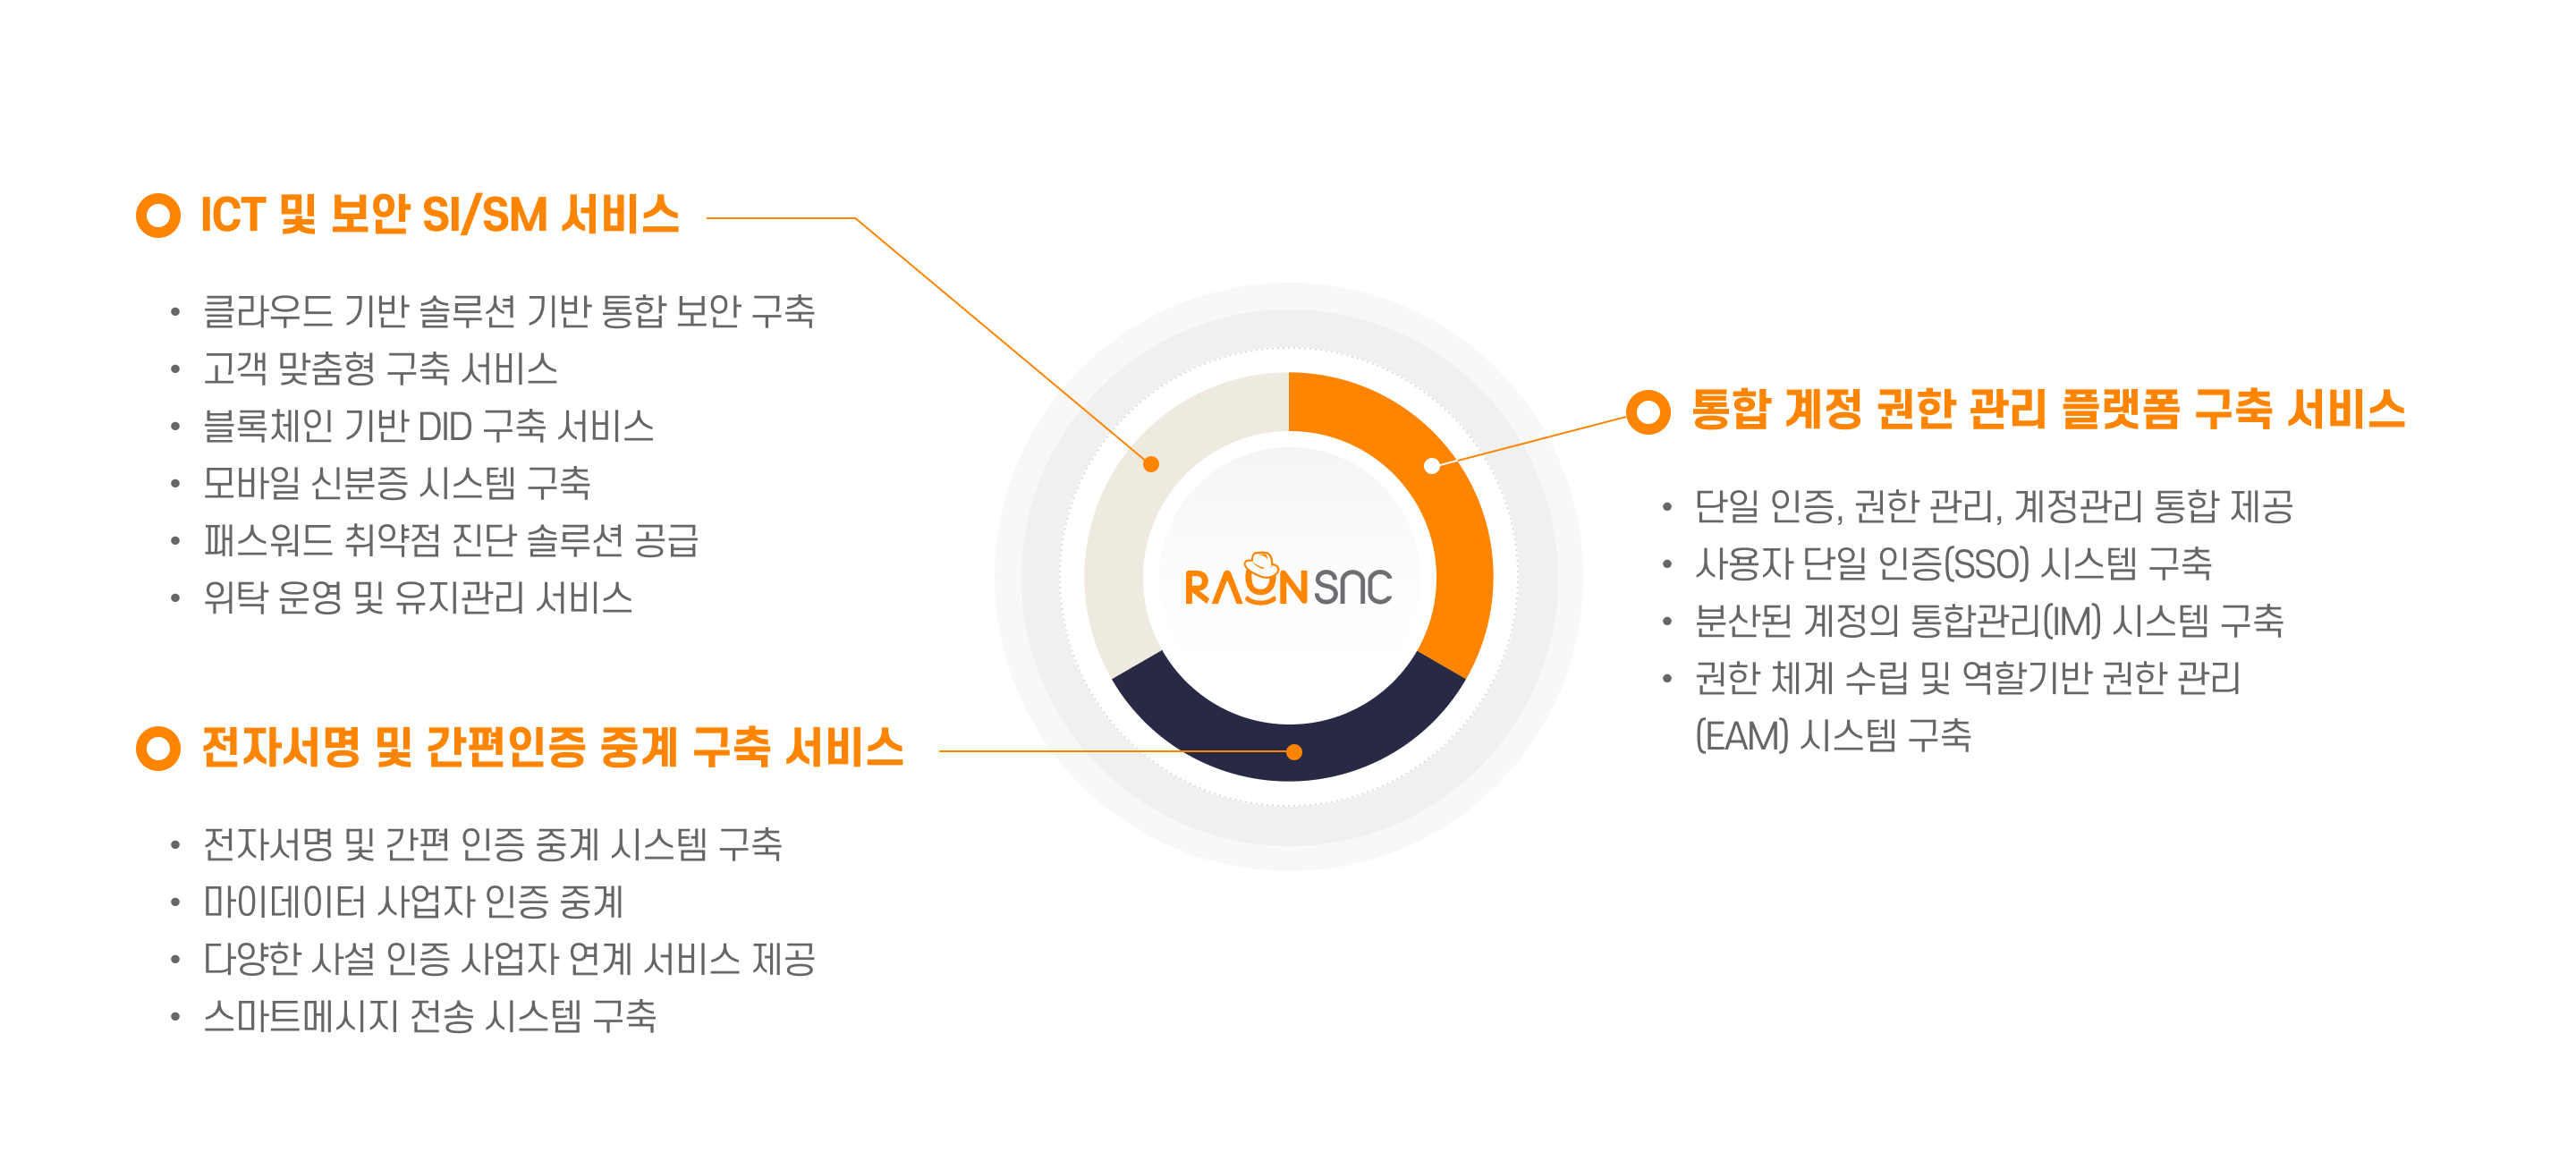 ICT 및 보안 SI/SM 서비스
• 클라우드 기반 솔루션 기반 통합 보안 구축
• 고객 맞춤형 구축 서비스
• 블록체인 기반 DID 구축 서비스
• 모바일 신분증 시스템 구축
• 패스워드 취약점 진단 솔루션 공급
• 위탁 운영 및 유지관리 서비스
전자서명 및 간편인증 중계 구축 서비스
• 전자서명 및 간편 인증 중계 시스템 구축
• 마이데이터 사업자 인증 중계
• 다양한 사설 인증 사업자 연계 서비스 제공
• 스마트메시지 전송 시스템 구축
RAON SNC
통합 계정 권한 관리 플랫폼 구축 서비스
• 단일 인증, 권한 관리, 계정관리 통합 제공
• 사용자 단일 인증(SSO) 시스템 구축
• 분산된 계정의 통합관리(IM) 시스템 구축
• 권한 체계 수립 및 역할기반 권한 관리
(EAM) 시스템 구축